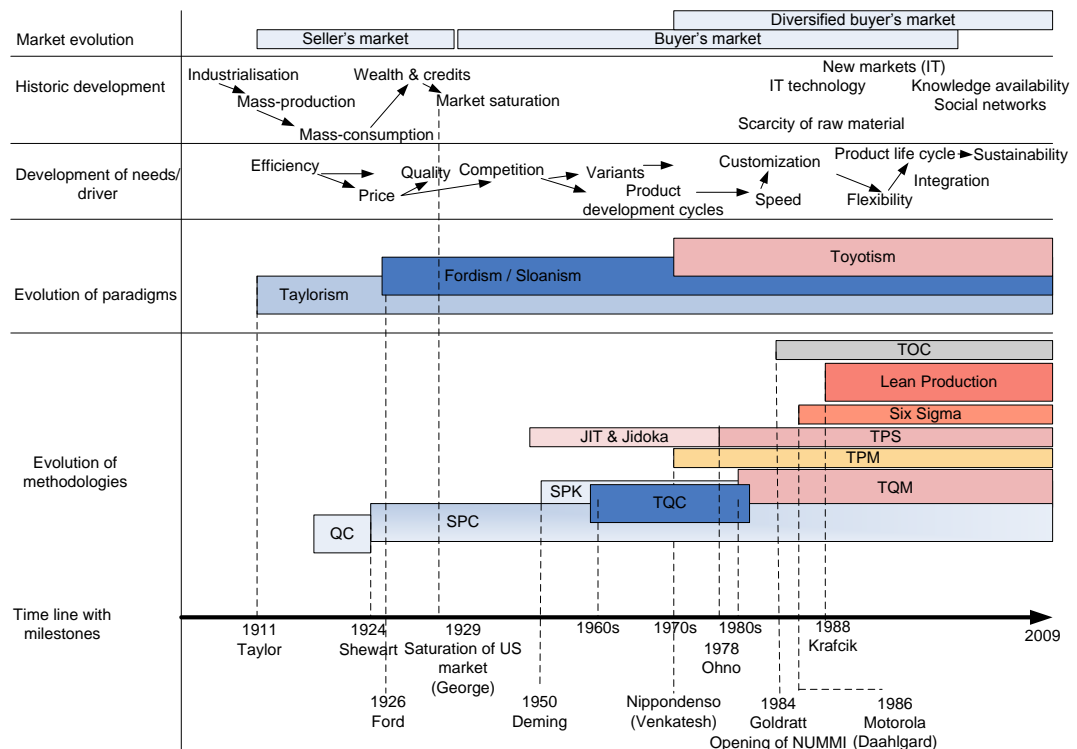 Market evolution
Seller's market
Buyer's market
Diversified buyer's market
Historic development
Industrialisation
Mass-production
Mass-consumption
Wealth & credits
Market saturation
New markets (IT)
IT technology
Knowledge availability
Social networks
Scarcity of raw material
Development of needs/
driver
Efficiency
Price
Quality
Competition
Variants
Product
development cycles
Customization
Speed
Product life cycle
Flexibility
Integration
Sustainability
Evolution of paradigms
Taylorism
Fordism / Sloanism
Toyotism
Evolution of
methodologies
TOC
Lean Production
Six Sigma
JIT & Jidoka
TPS
TPM
SPK
TQC
TQM
QC
SPC
Time line with
milestones
1911
Taylor
1924
Shewart
1926
Ford
1929
Saturation of US
market
(George)
1950
Deming
1960s
1970s
Nippondenso
(Venkatesh)
1978
Ohno
1980s
1984
Goldratt
Opening of NUMMI
1986
Motorola
(Daahlgard)
1988
Krafcik
2009